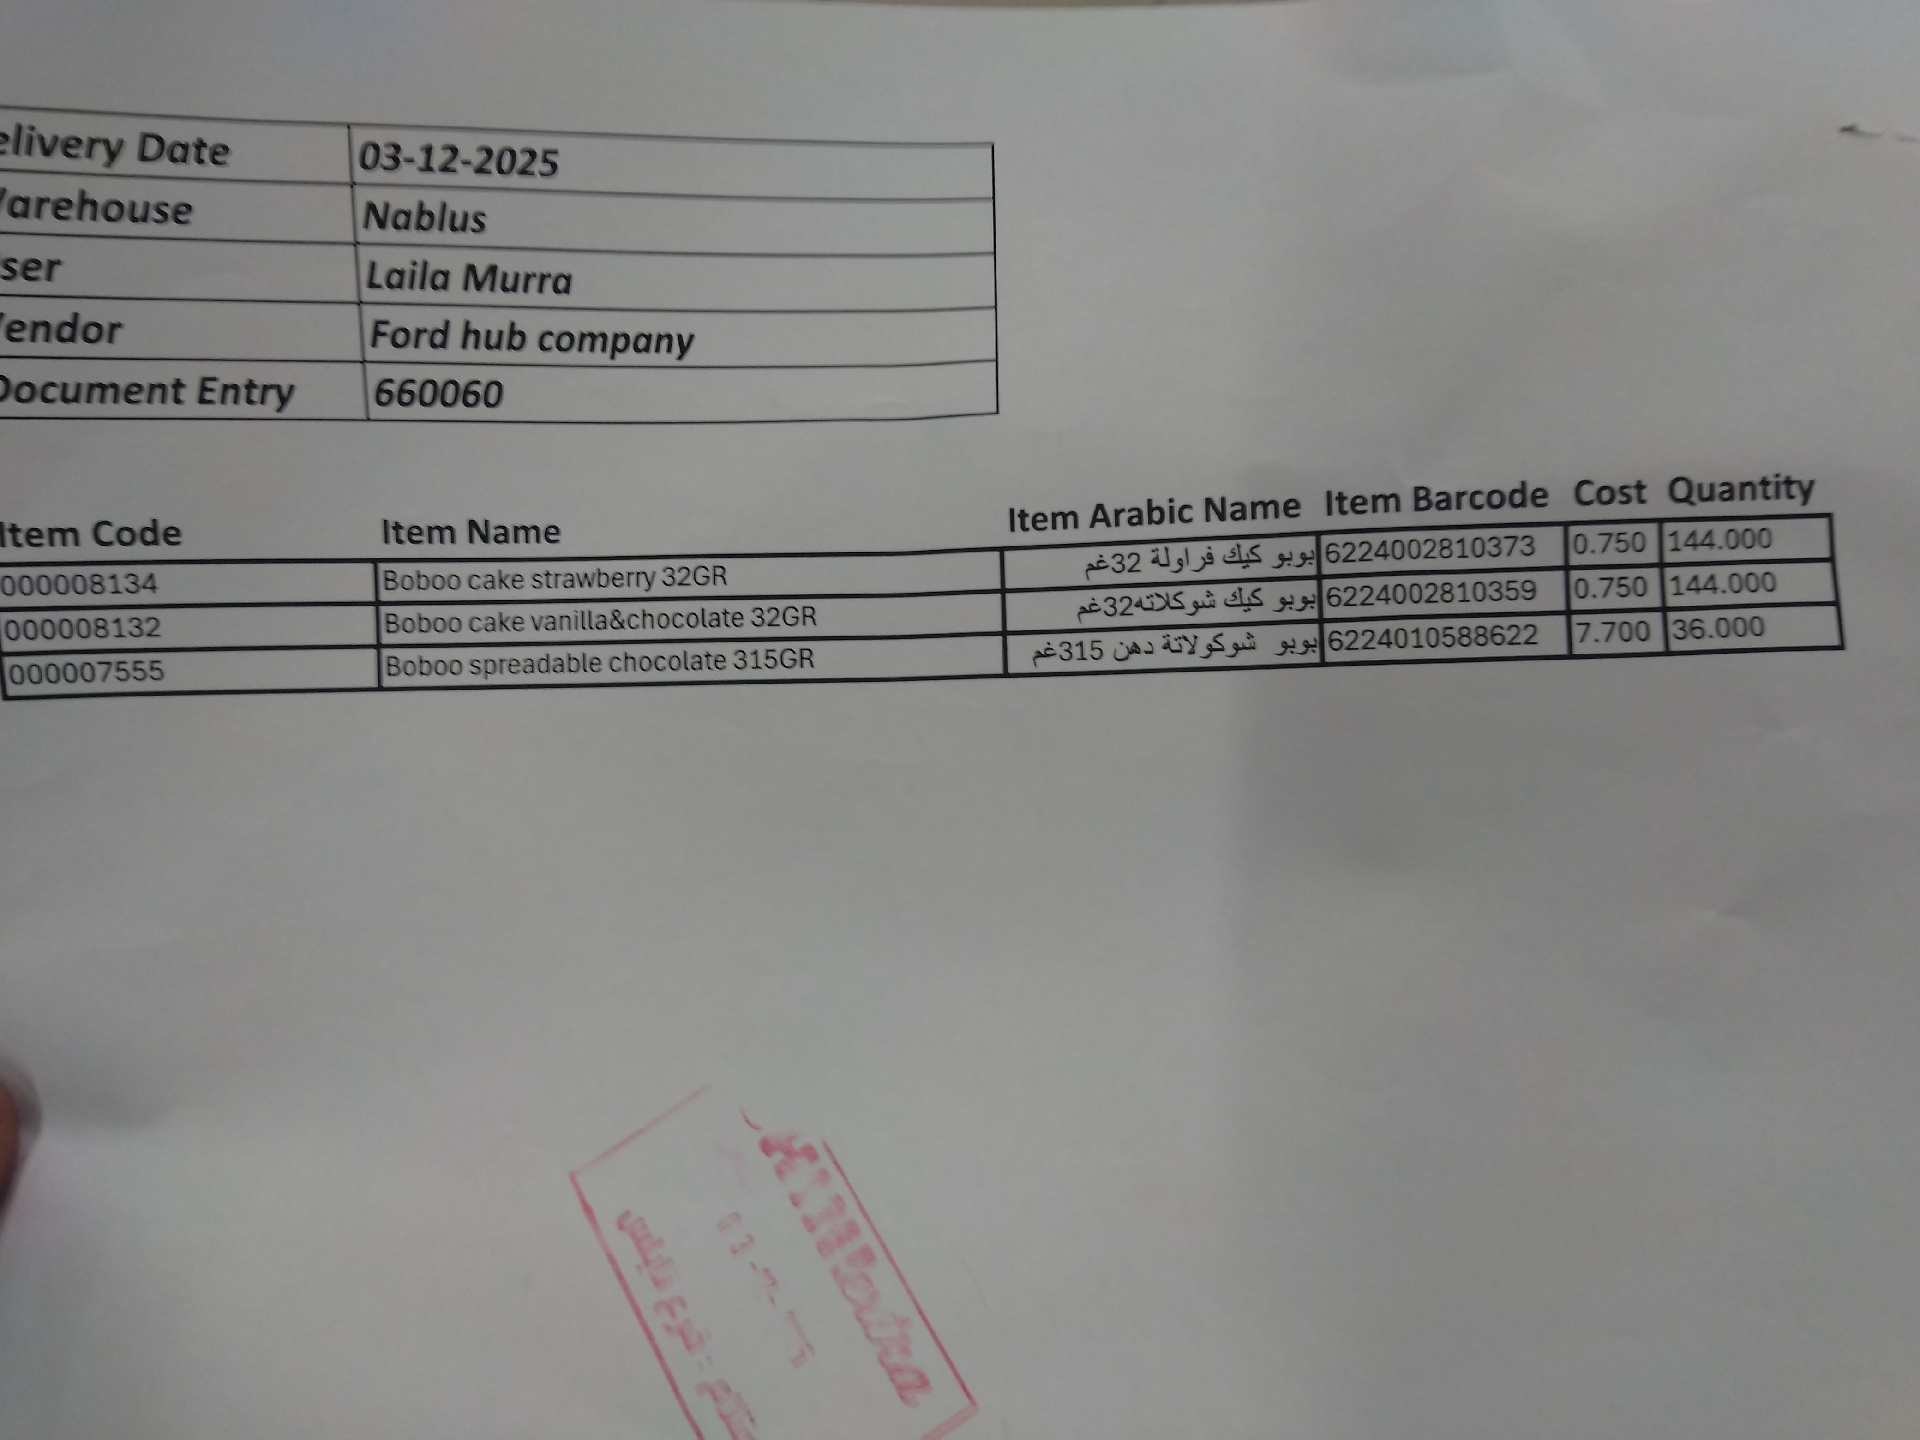 elivery Date 03-12-2025
arehouse Nablus
ser Laila Murra
endor Ford hub company
Document Entry 660060
Item Code Item Name Item Arabic Name Item Barcode Cost Quantity
000008134 Boboo cake strawberry 32GR بوبو كيك فراولة 32غم 6224002810373 0.750 144.000
000008132 Boboo cake vanilla&chocolate 32GR بوبو كيك شوكلاته32غم 6224002810359 0.750 144.000
000007555 Boboo spreadable chocolate 315GR بوبو شوكولاتة دهن 315غم 6224010588622 7.700 36.000
فرع نابلس